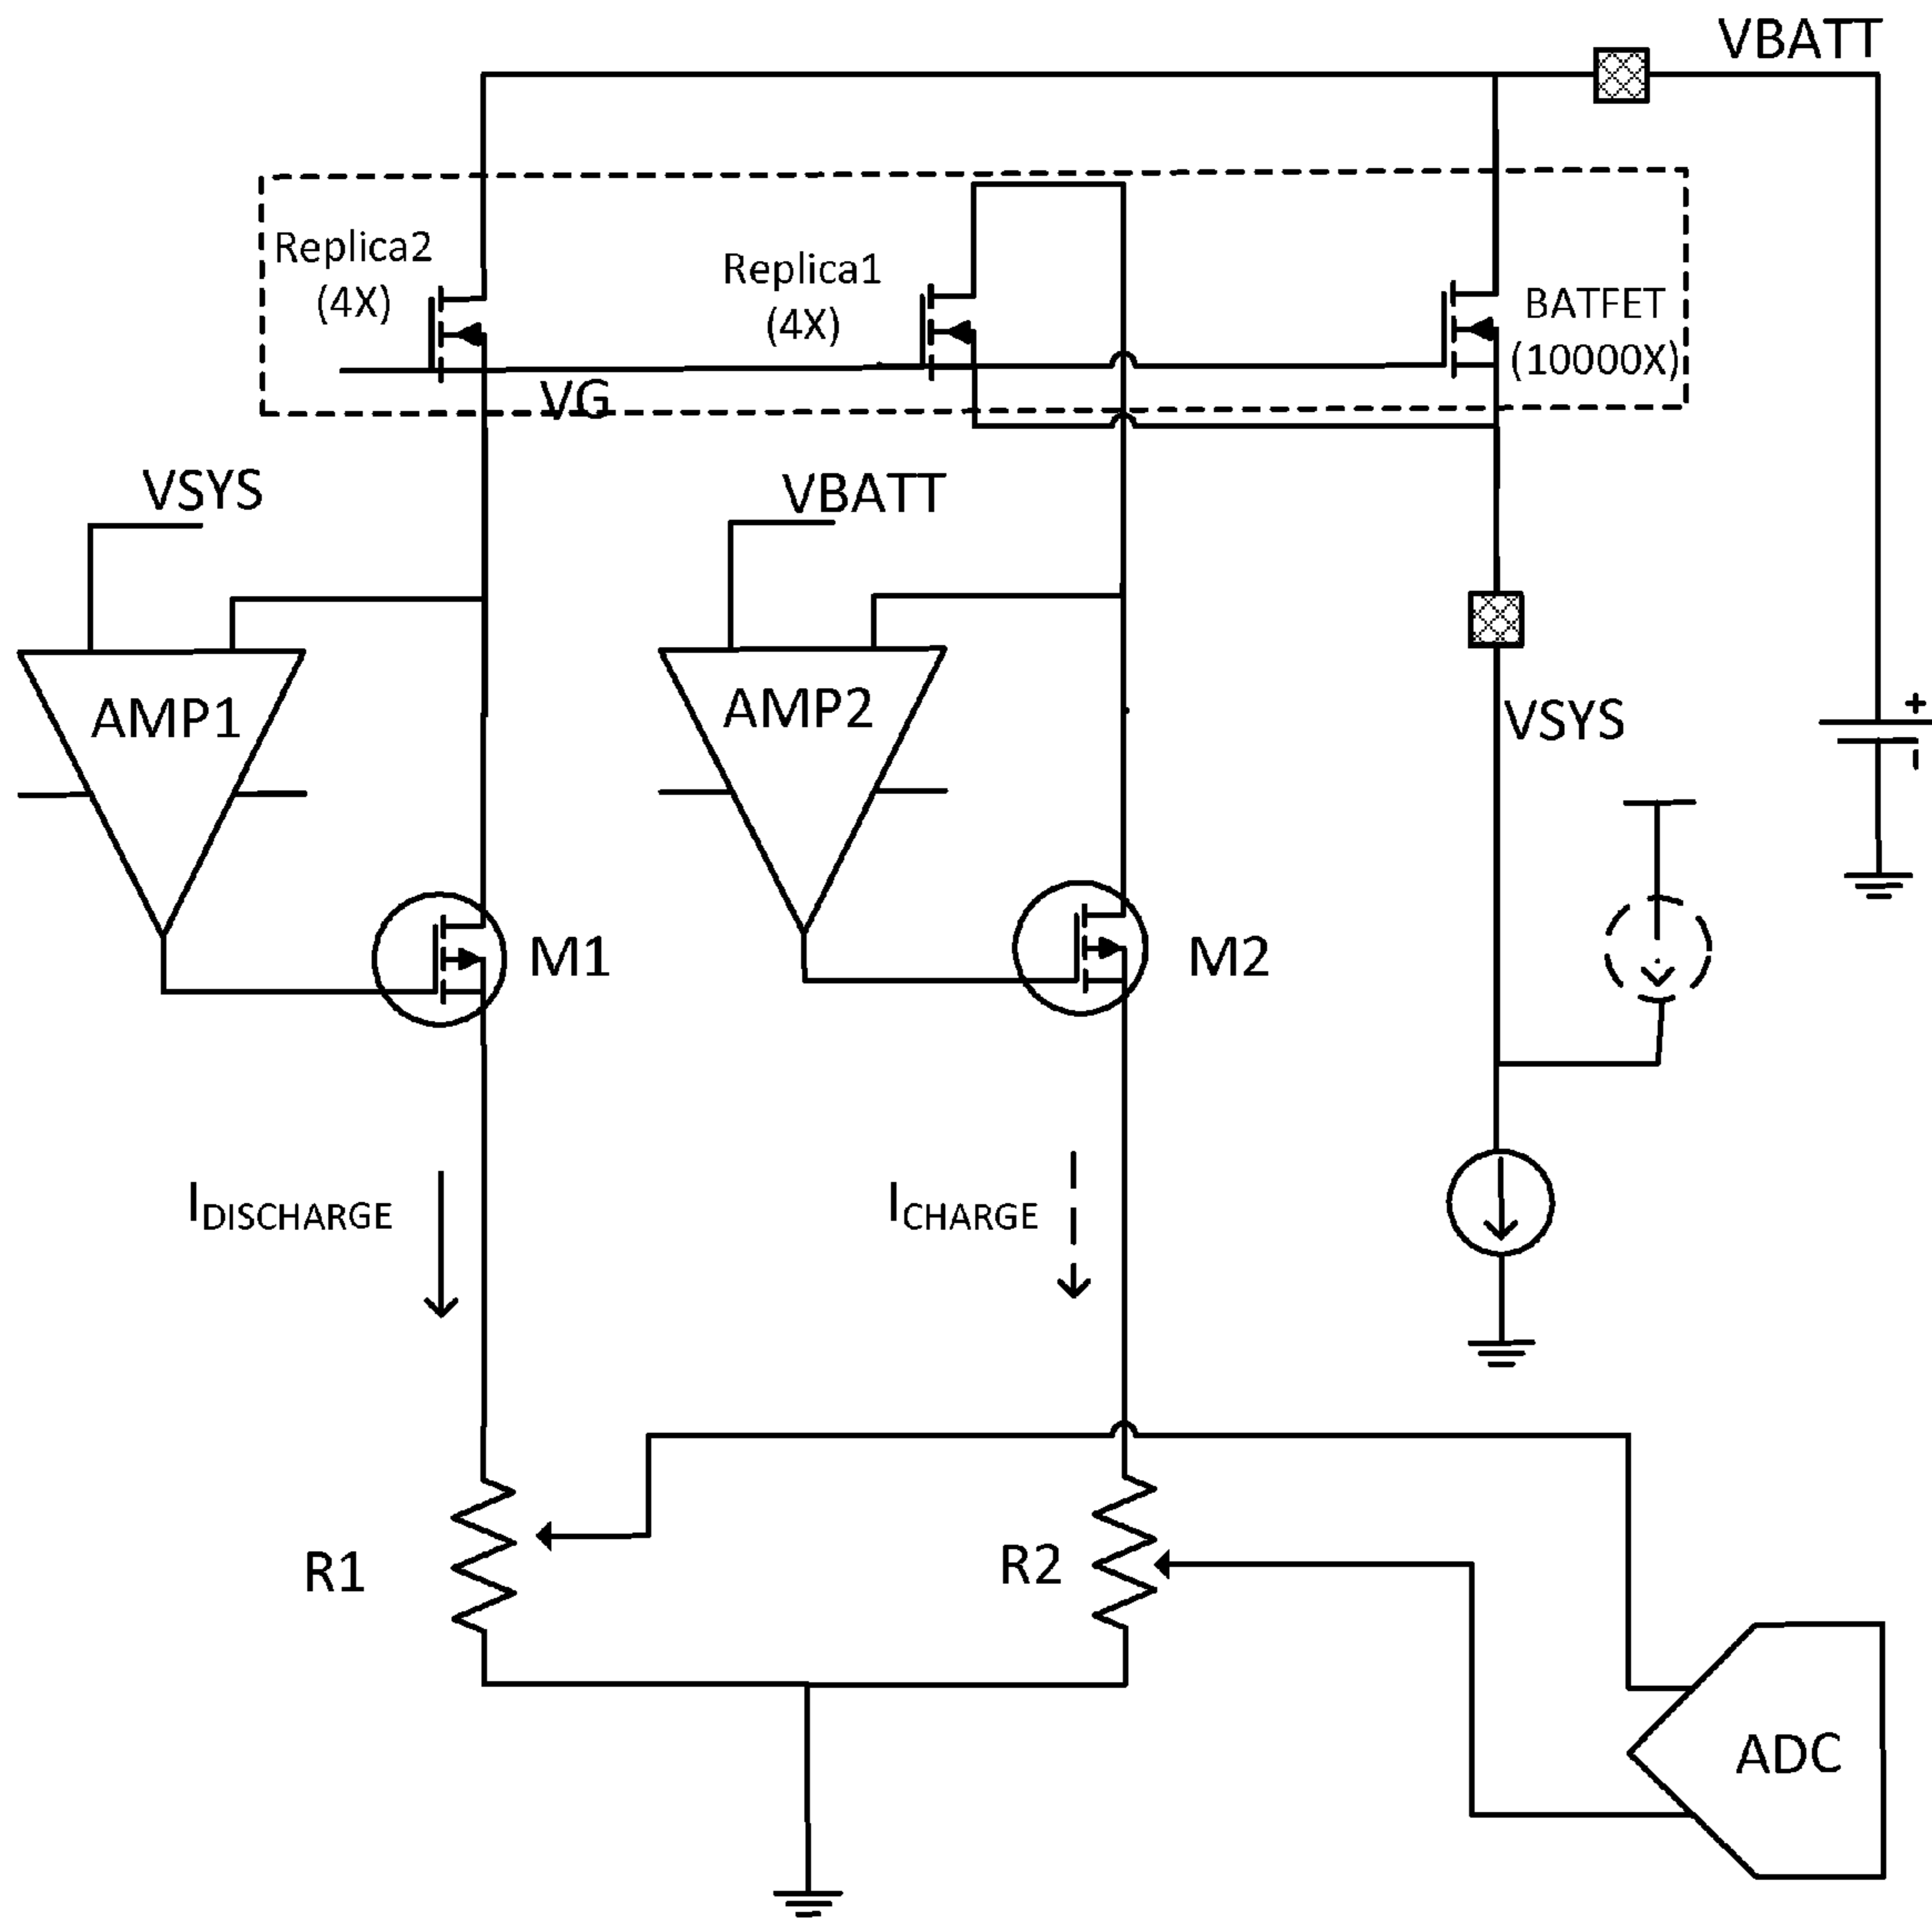 VBATT
Replica2
(4X)
Replica1
(4X)
BATFET
(10000X)
VG
VSYS
VBATT
AMP1
AMP2
VSYS
+
-
M1
M2
IDISCHARGE
ICHARGE
R1
R2
ADC